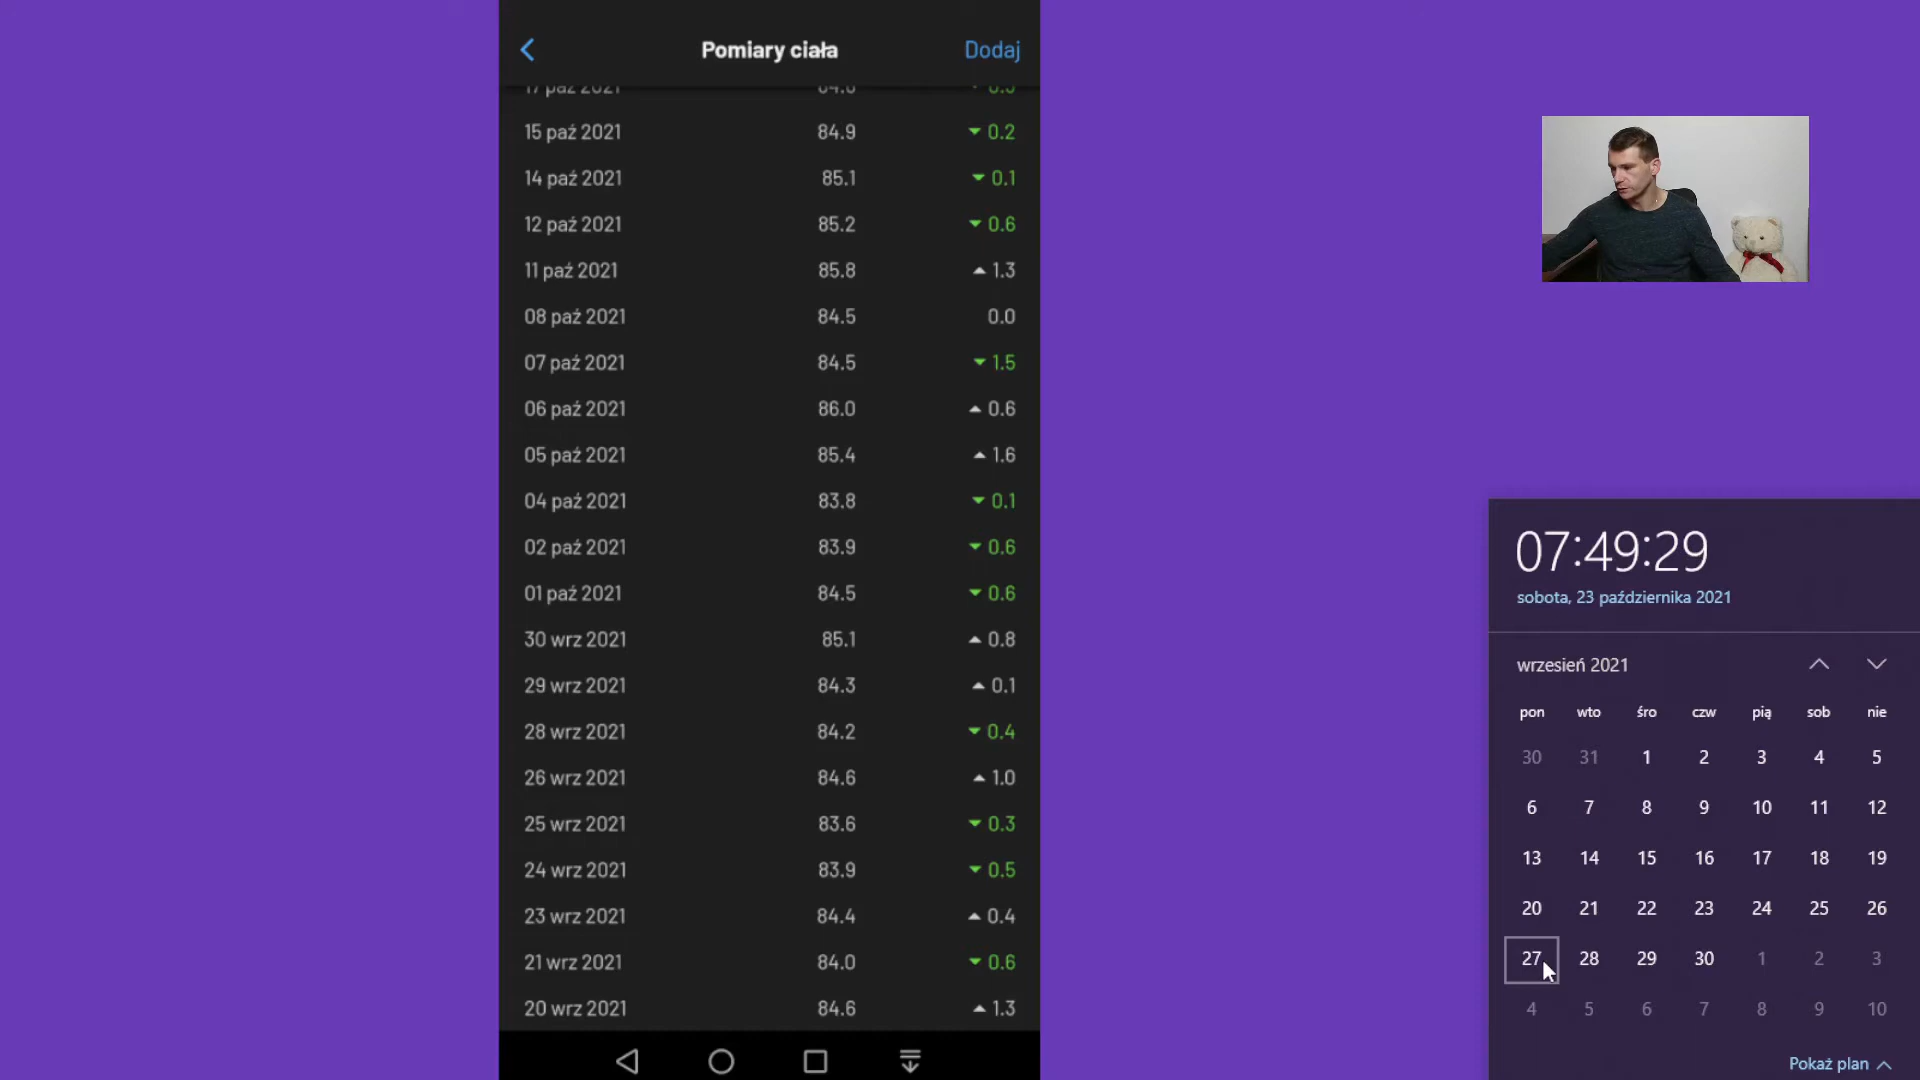 Pomiary ciała
Dodaj
17 paź 2021
15 paź 2021 84.9 0.2
14 paź 2021 85.1 0.1
12 paź 2021 85.2 0.6
11 paź 2021 85.8 1.3
08 paź 2021 84.5 0.0
07 paź 2021 84.5 1.5
06 paź 2021 86.0 0.6
05 paź 2021 85.4 1.6
04 paź 2021 83.8 0.1
02 paź 2021 83.9 0.6
01 paź 2021 84.5 0.6
30 wrz 2021 85.1 0.8
29 wrz 2021 84.3 0.1
28 wrz 2021 84.2 0.4
26 wrz 2021 84.6 1.0
25 wrz 2021 83.6 0.3
24 wrz 2021 83.9 0.5
23 wrz 2021 84.4 0.4
21 wrz 2021 84.0 0.6
20 wrz 2021 84.6 1.3
07:49:29
sobota, 23 października 2021
wrzesień 2021
pon wto śro czw pią sob nie
30 31 1 2 3 4 5
6 7 8 9 10 11 12
13 14 15 16 17 18 19
20 21 22 23 24 25 26
27 28 29 30 1 2 3
4 5 6 7 8 9 10
Pokaż plan